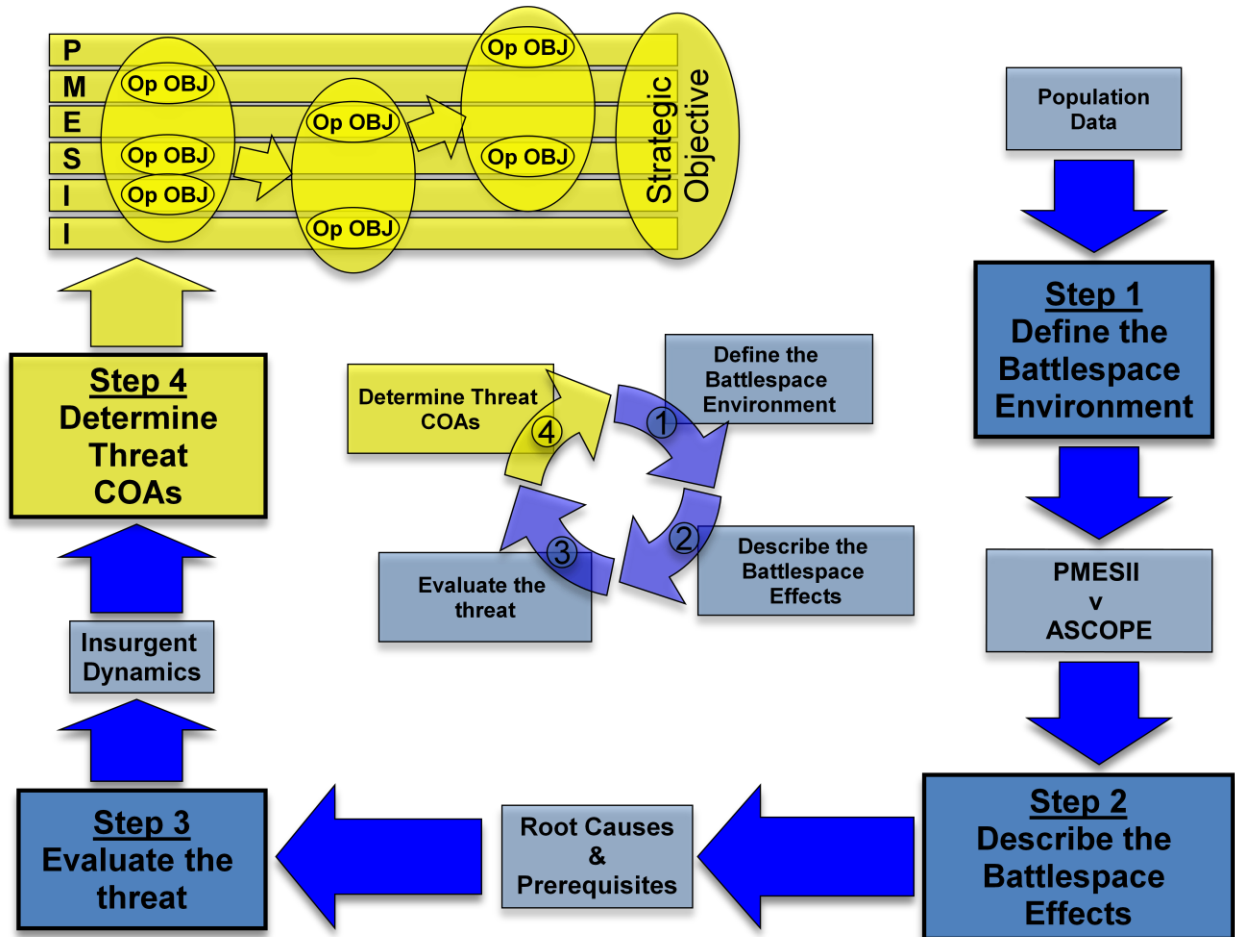 P
M
E
S
I
I
Op OBJ
Op OBJ
Op OBJ
Op OBJ
Op OBJ
Op OBJ
Op OBJ
Strategic
Objective
Population
Data
Step 1
Define the
Battlespace
Environment
PMESII
v
ASCOPE
Step 2
Describe the
Battlespace
Effects
Root Causes
&
Prerequisites
Step 3
Evaluate the
threat
Insurgent
Dynamics
Step 4
Determine
Threat
COAs
Define the
Battlespace
Environment
1
Describe the
Battlespace
Effects
2
Evaluate the
threat
3
Determine Threat
COAs
4